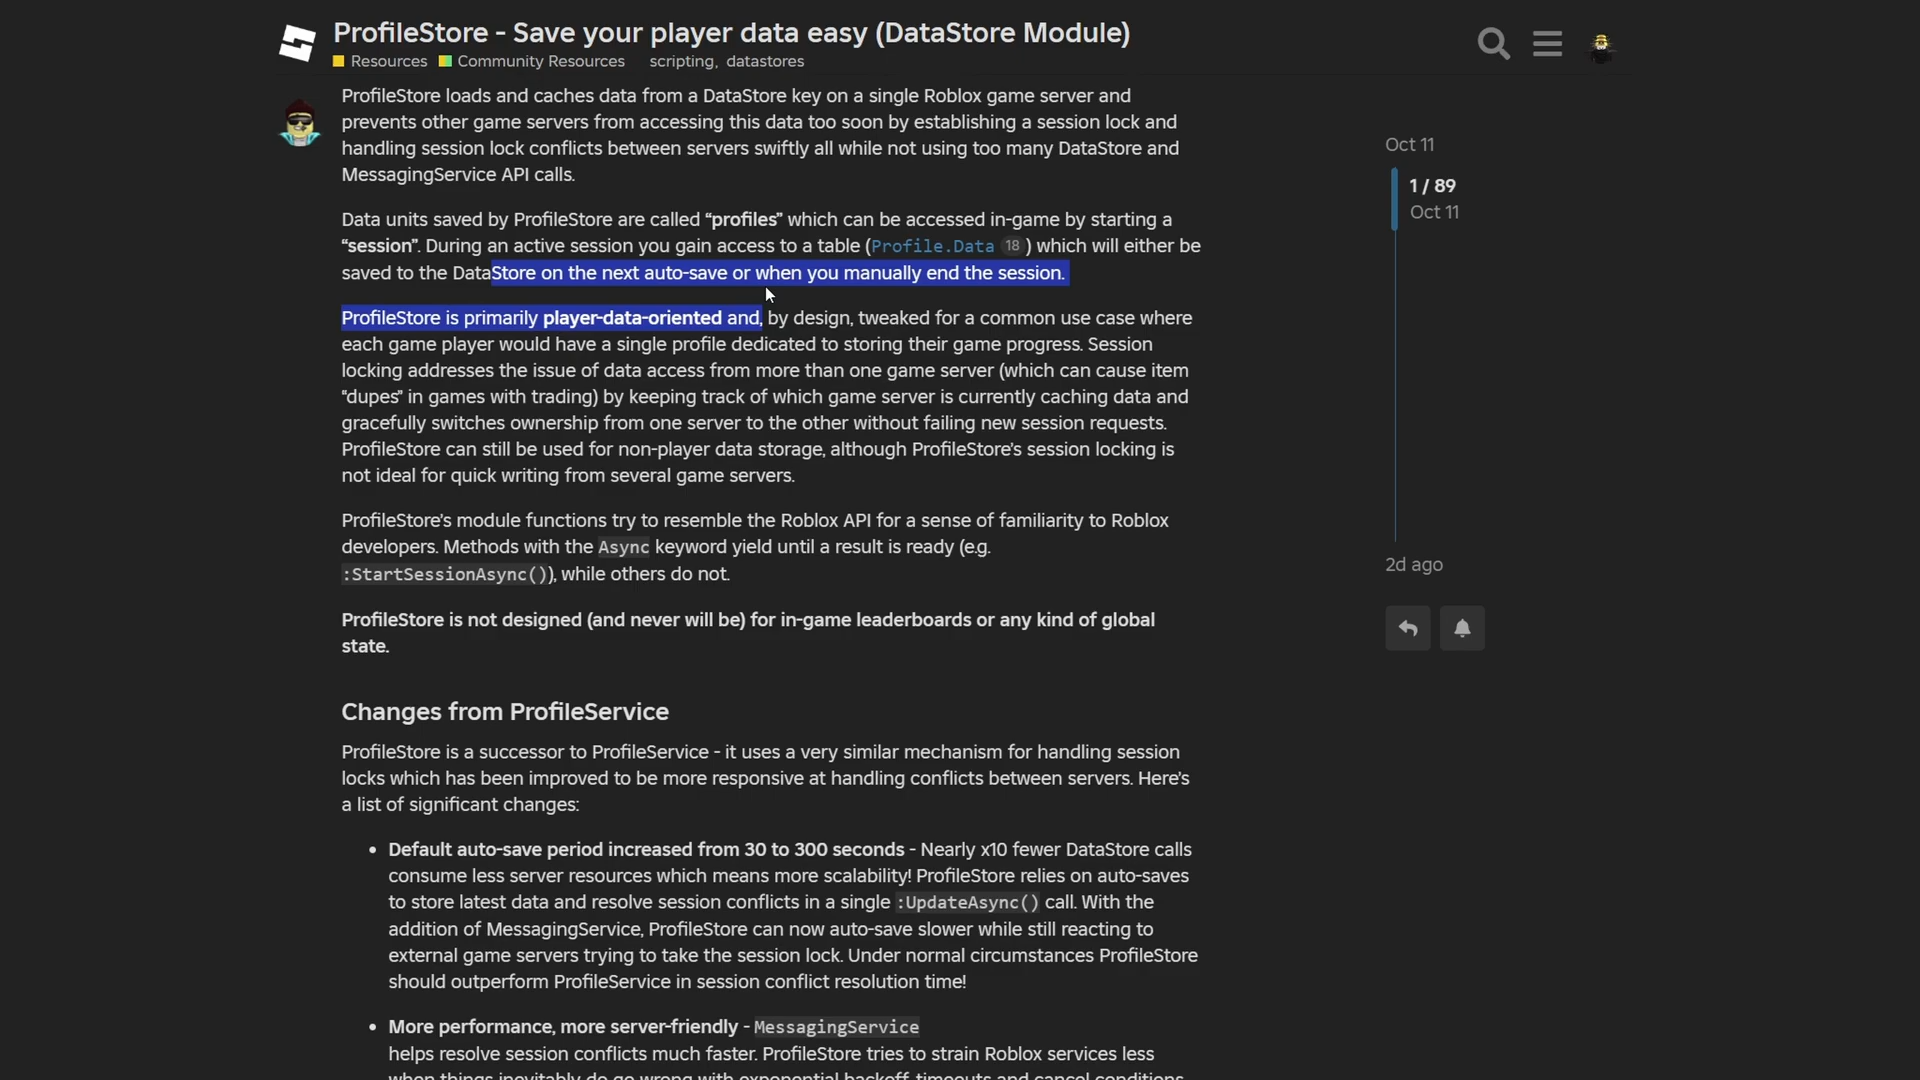 ProfileStore - Save your player data easy (DataStore Module)
Resources Community Resources scripting, datastores
ProfileStore loads and caches data from a DataStore key on a single Roblox game server and
prevents other game servers from accessing this data too soon by establishing a session lock and
handling session lock conflicts between servers swiftly all while not using too many DataStore and
MessagingService API calls.
Data units saved by ProfileStore are called “profiles” which can be accessed in-game by starting a
“session”. During an active session you gain access to a table (Profile.Data 18 ) which will either be
saved to the DataStore on the next auto-save or when you manually end the session.
ProfileStore is primarily player-data-oriented and, by design, tweaked for a common use case where
each game player would have a single profile dedicated to storing their game progress. Session
locking addresses the issue of data access from more than one game server (which can cause item
“dupes” in games with trading) by keeping track of which game server is currently caching data and
gracefully switches ownership from one server to the other without failing new session requests.
ProfileStore can still be used for non-player data storage, although ProfileStore’s session locking is
not ideal for quick writing from several game servers.
ProfileStore’s module functions try to resemble the Roblox API for a sense of familiarity to Roblox
developers. Methods with the Async keyword yield until a result is ready (e.g.
:StartSessionAsync()), while others do not.
ProfileStore is not designed (and never will be) for in-game leaderboards or any kind of global
state.
Changes from ProfileService
ProfileStore is a successor to ProfileService - it uses a very similar mechanism for handling session
locks which has been improved to be more responsive at handling conflicts between servers. Here’s
a list of significant changes:
• Default auto-save period increased from 30 to 300 seconds - Nearly x10 fewer DataStore calls
consume less server resources which means more scalability! ProfileStore relies on auto-saves
to store latest data and resolve session conflicts in a single :UpdateAsync() call. With the
addition of MessagingService, ProfileStore can now auto-save slower while still reacting to
external game servers trying to take the session lock. Under normal circumstances ProfileStore
should outperform ProfileService in session conflict resolution time!
• More performance, more server-friendly - MessagingService
helps resolve session conflicts much faster. ProfileStore tries to strain Roblox services less
when things inevitably do go wrong with exponential backoff, timeouts and cancel conditions
Oct 11
1 / 89
Oct 11
2d ago